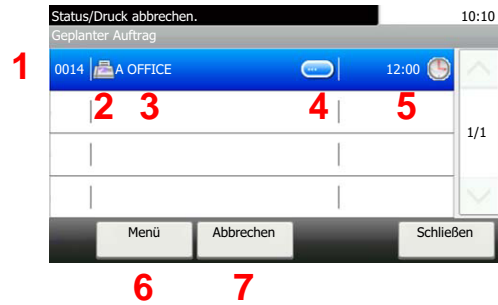 Status/Druck abbrechen. 10:10
Geplanter Auftrag
1 0014 A OFFICE 12:00
2 3 4 5
1/1
Menü Abbrechen Schließen
6 7